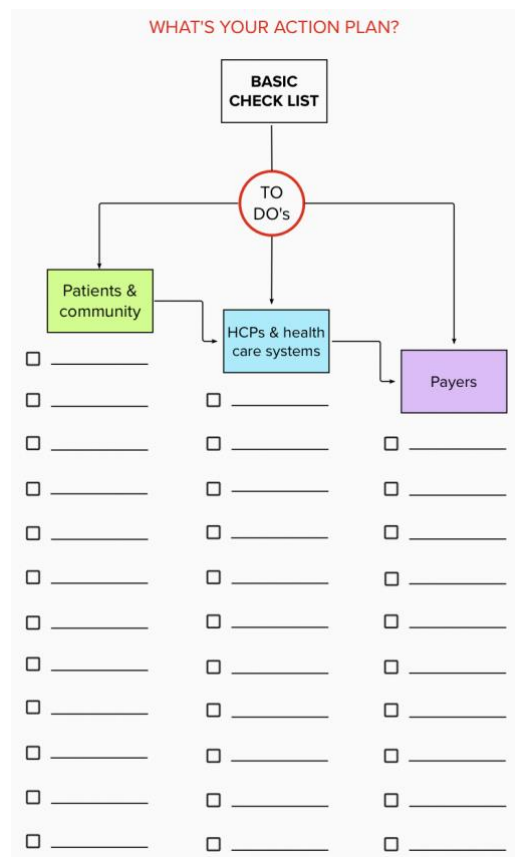 WHAT'S YOUR ACTION PLAN?
BASIC
CHECK LIST
TO
DO's
Patients &
community
HCPs & health
care systems
Payers